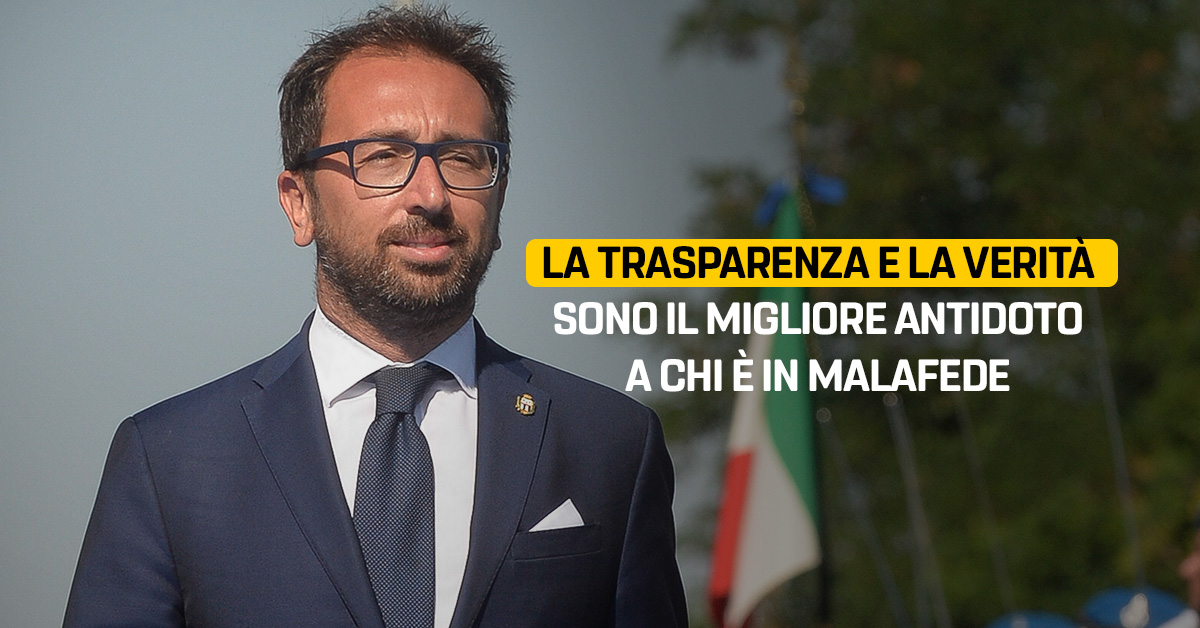 LA TRASPARENZA E LA VERITÀ
SONO IL MIGLIORE ANTIDOTO
A CHI È IN MALAFEDE